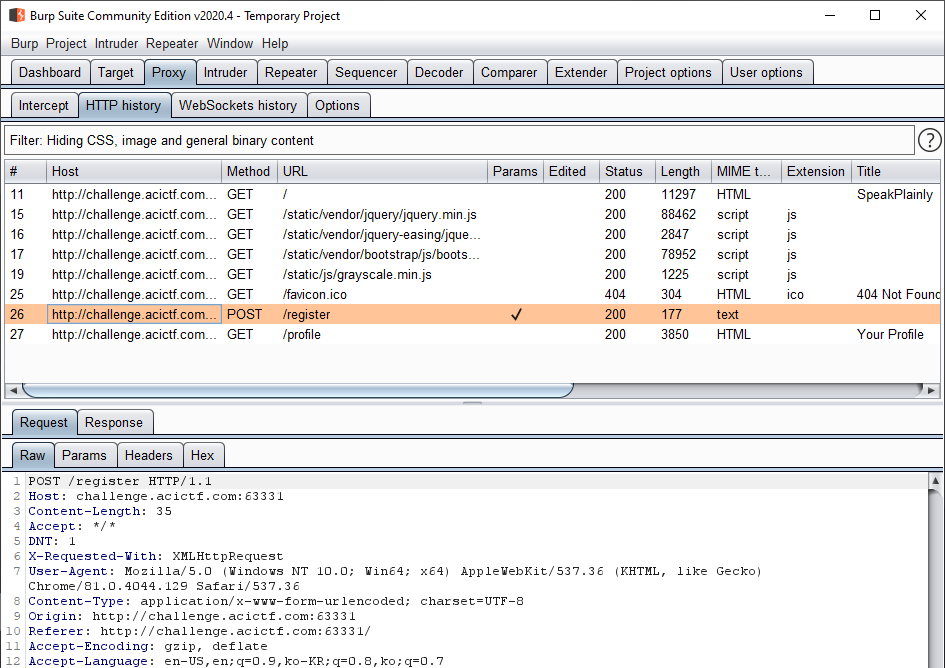 Burp Suite Community Edition v2020.4 - Temporary Project
Burp Project Intruder Repeater Window Help
Dashboard Target Proxy Intruder Repeater Sequencer Decoder Comparer Extender Project options User options
Intercept HTTP history WebSockets history Options
Filter: Hiding CSS, image and general binary content ?
# Host Method URL Params Edited Status Length MIME t... Extension Title
11 http://challenge.acictf.com... GET / 200 11297 HTML SpeakPlainly
15 http://challenge.acictf.com... GET /static/vendor/jquery/jquery.min.js 200 88462 script js
16 http://challenge.acictf.com... GET /static/vendor/jquery-easing/jque... 200 2847 script js
17 http://challenge.acictf.com... GET /static/vendor/bootstrap/js/boots... 200 78952 script js
19 http://challenge.acictf.com... GET /static/js/grayscale.min.js 200 1225 script js
25 http://challenge.acictf.com... GET /favicon.ico 404 304 HTML ico 404 Not Found
26 http://challenge.acictf.com... POST /register ✓ 200 177 text
27 http://challenge.acictf.com... GET /profile 200 3850 HTML Your Profile
Request Response
Raw Params Headers Hex
1 POST /register HTTP/1.1
2 Host: challenge.acictf.com:63331
3 Content-Length: 35
4 Accept: */*
5 DNT: 1
6 X-Requested-With: XMLHttpRequest
7 User-Agent: Mozilla/5.0 (Windows NT 10.0; Win64; x64) AppleWebKit/537.36 (KHTML, like Gecko)
Chrome/81.0.4044.129 Safari/537.36
8 Content-Type: application/x-www-form-urlencoded; charset=UTF-8
9 Origin: http://challenge.acictf.com:63331
10 Referer: http://challenge.acictf.com:63331/
11 Accept-Encoding: gzip, deflate
12 Accept-Language: en-US,en;q=0.9,ko-KR;q=0.8,ko;q=0.7